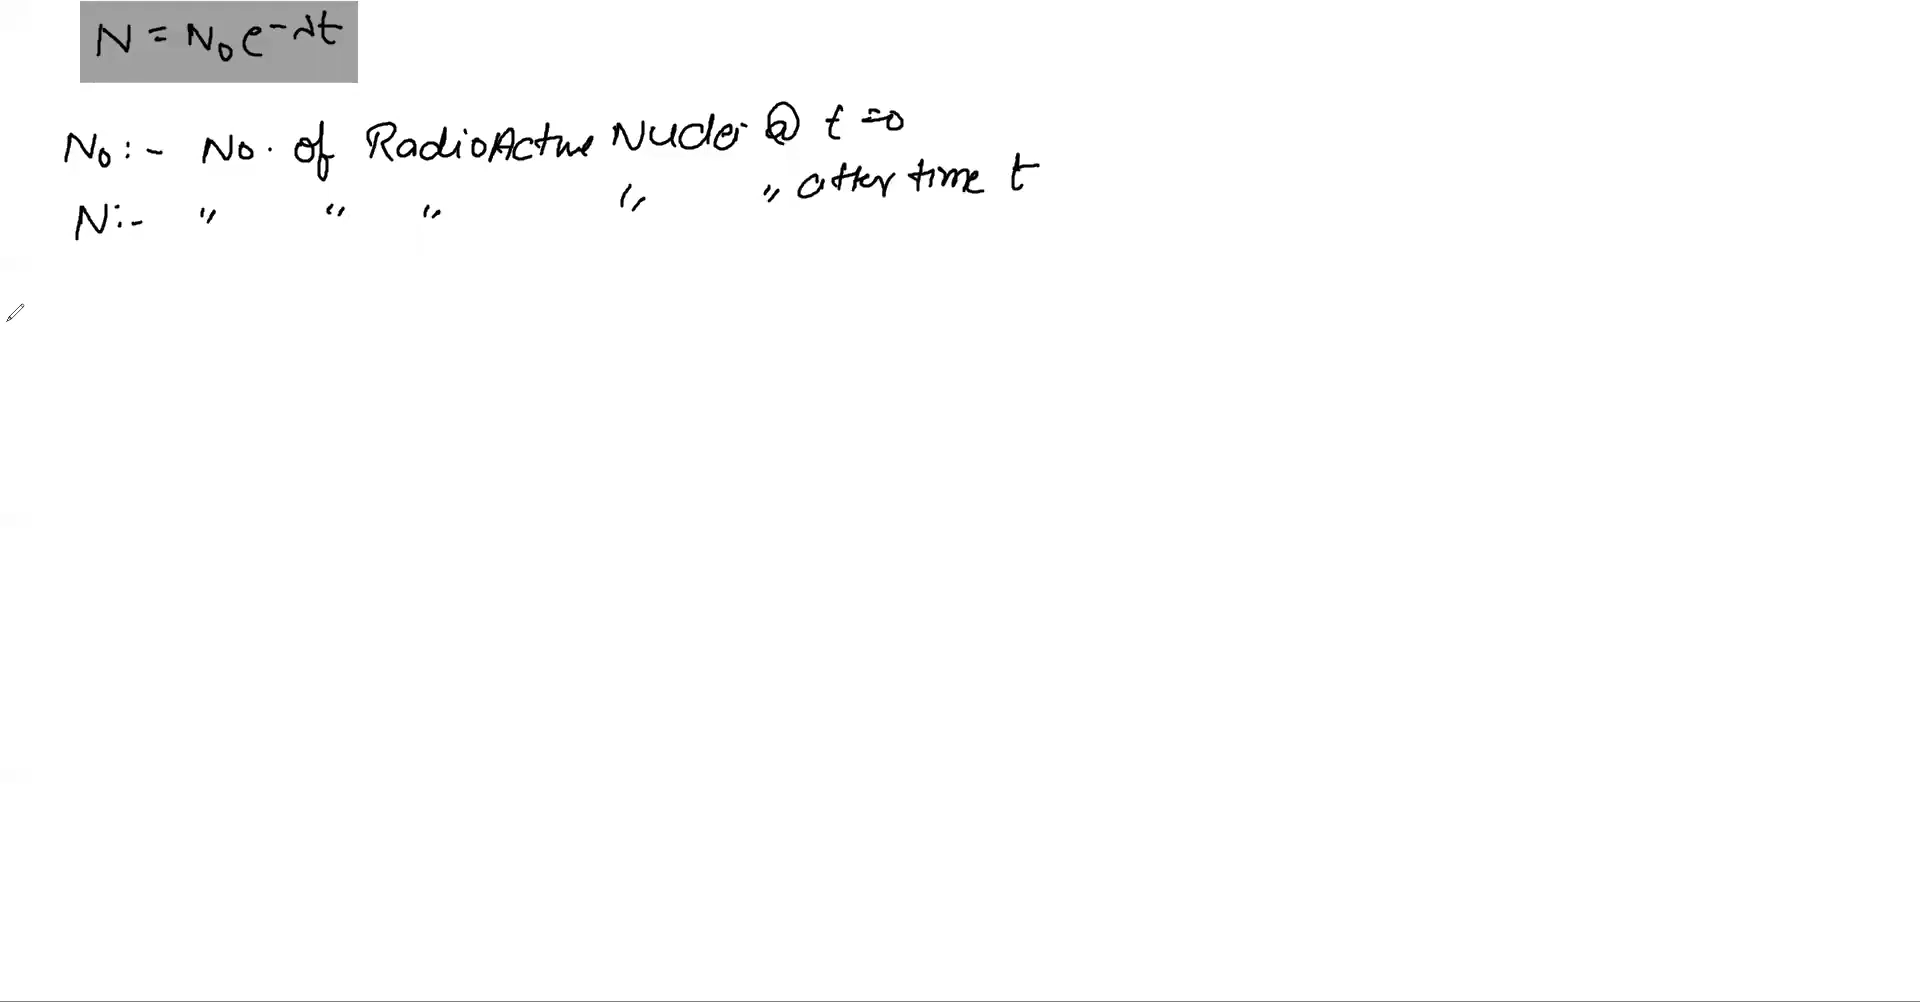 N = N₀e^-λt
N₀ :- No. of RadioActive Nuclei @ t=0
N :- " " " " " after time t